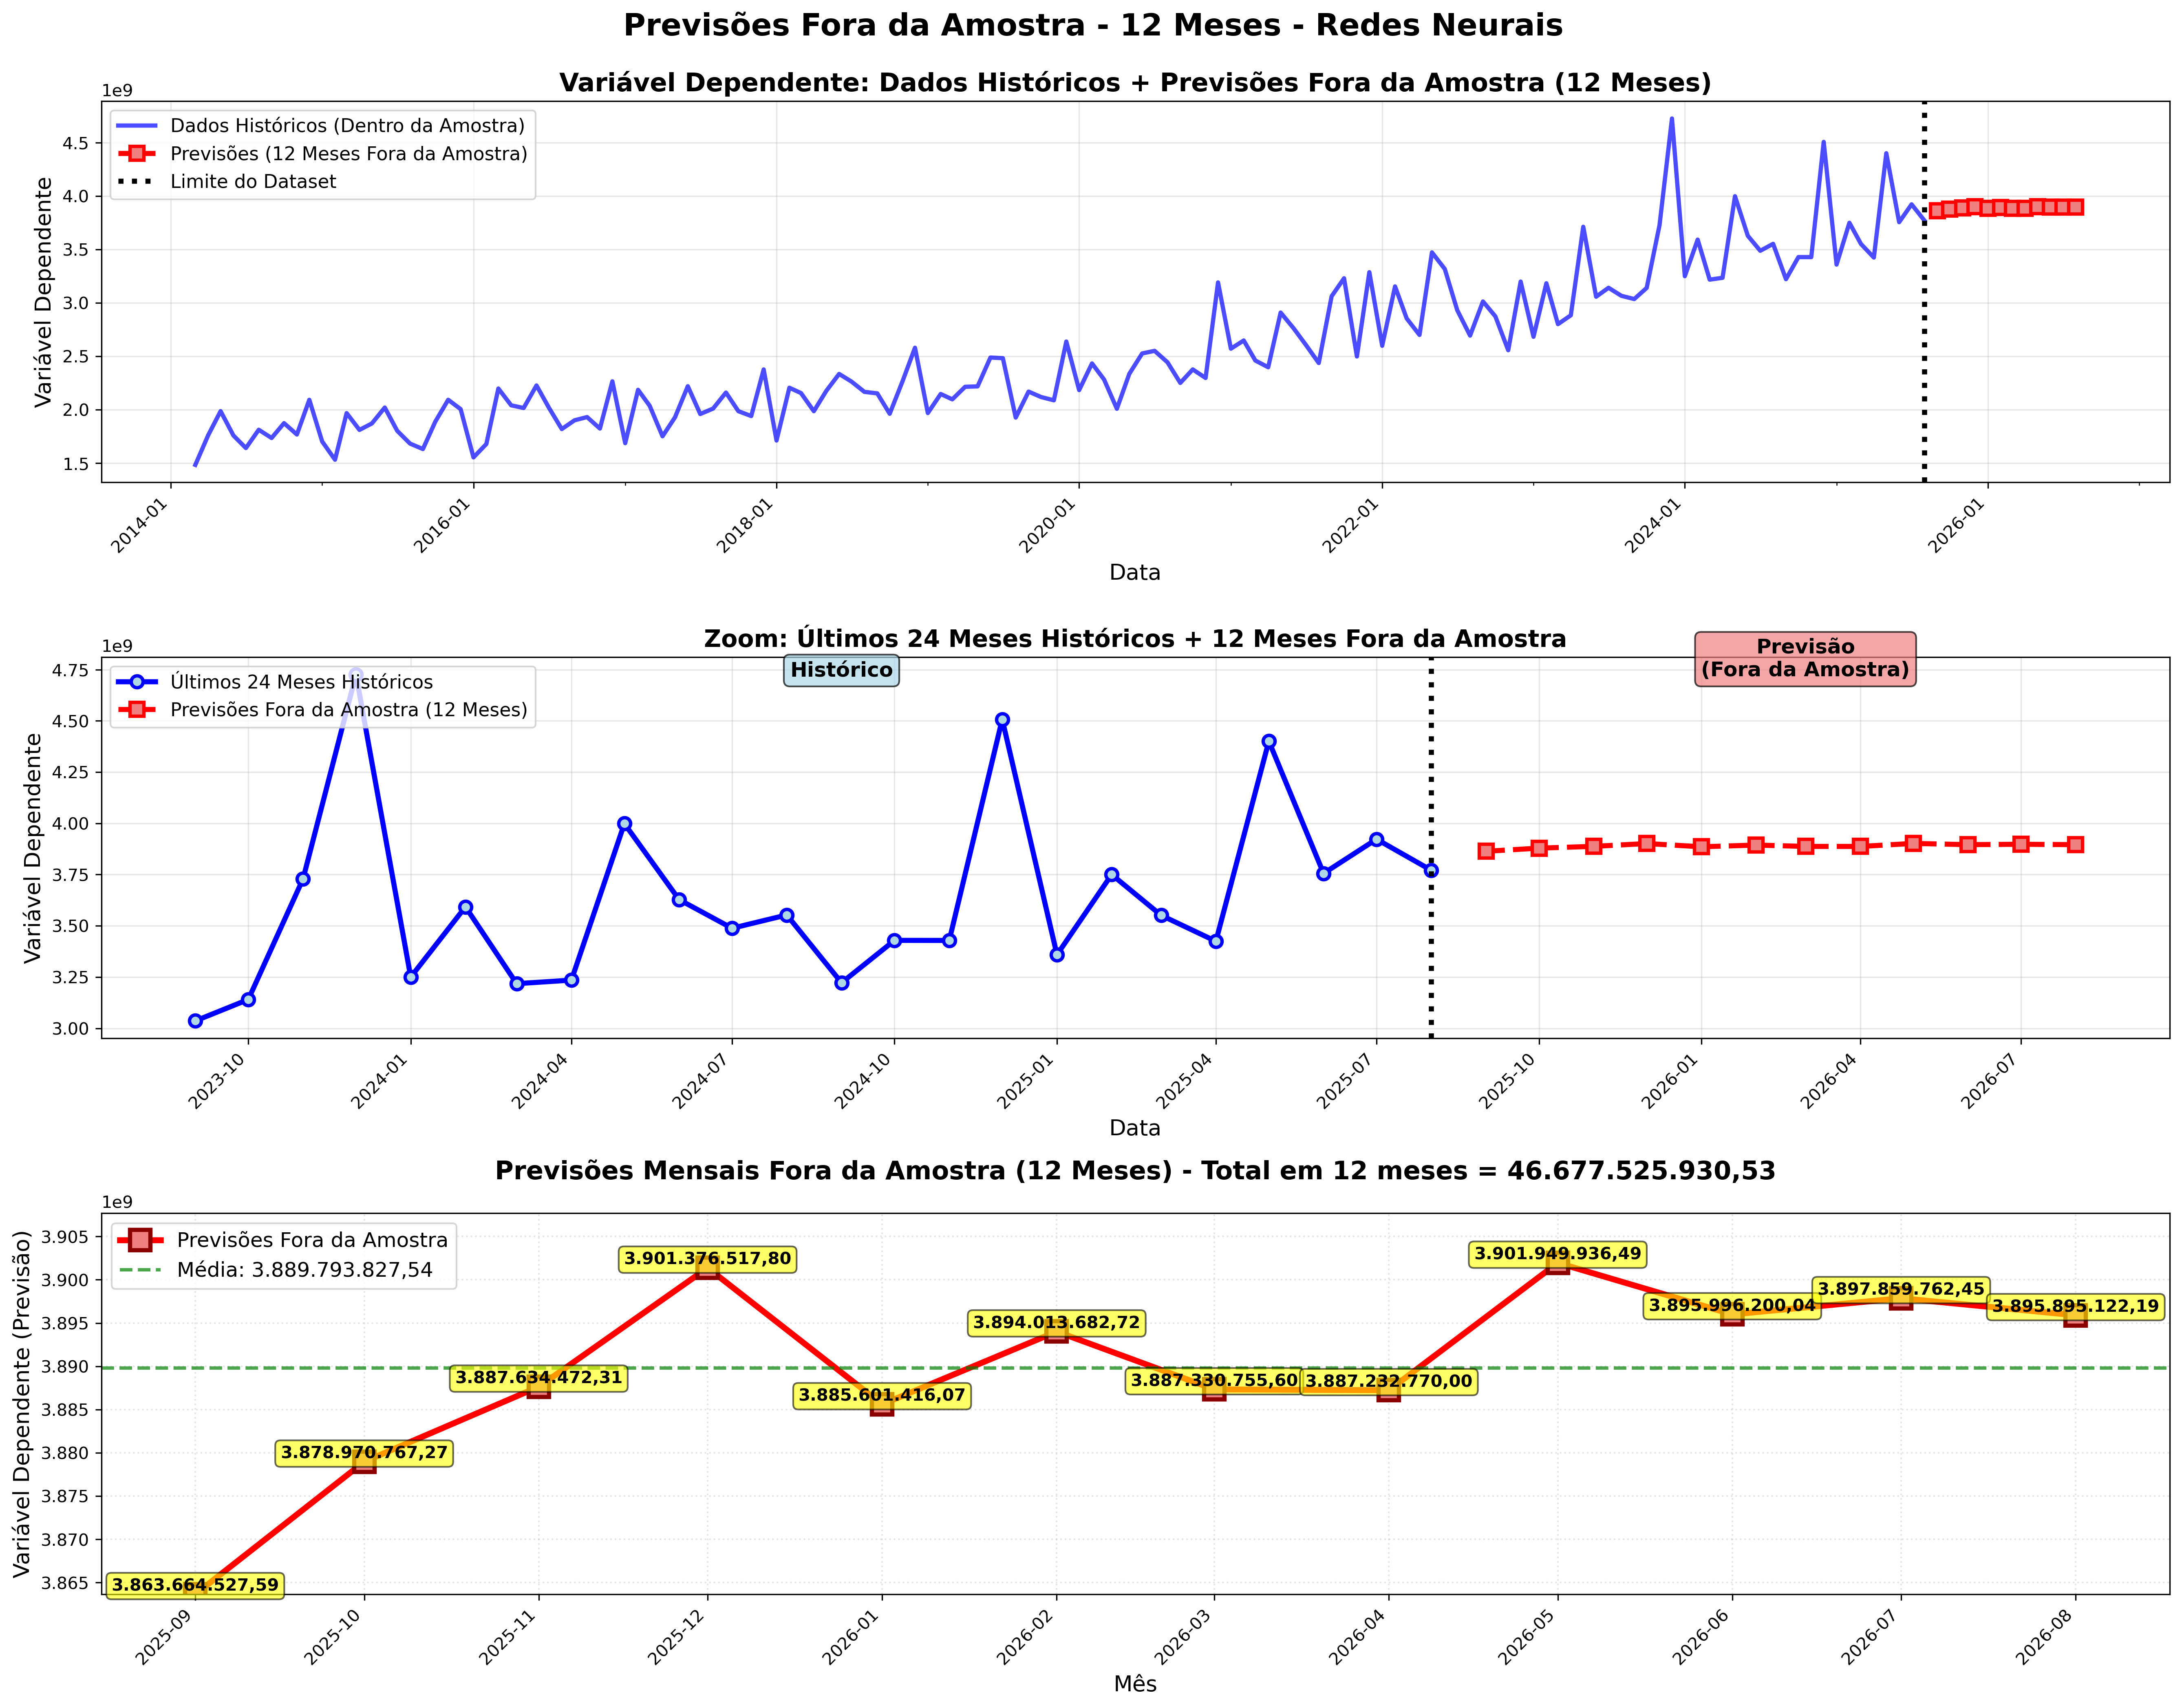 Previsões Fora da Amostra - 12 Meses - Redes Neurais
Variável Dependente: Dados Históricos + Previsões Fora da Amostra (12 Meses)
1e9
Dados Históricos (Dentro da Amostra)
Previsões (12 Meses Fora da Amostra)
Limite do Dataset
Variável Dependente
4.5
4.0
3.5
3.0
2.5
2.0
1.5
2014-01
2016-01
2018-01
2020-01
2022-01
2024-01
2026-01
Data
Zoom: Últimos 24 Meses Históricos + 12 Meses Fora da Amostra
1e9
Últimos 24 Meses Históricos
Previsões Fora da Amostra (12 Meses)
Histórico
Previsão
(Fora da Amostra)
Variável Dependente
4.75
4.50
4.25
4.00
3.75
3.50
3.25
3.00
2023-10
2024-01
2024-04
2024-07
2024-10
2025-01
2025-04
2025-07
2025-10
2026-01
2026-04
2026-07
Data
Previsões Mensais Fora da Amostra (12 Meses) - Total em 12 meses = 46.677.525.930,53
1e9
Previsões Fora da Amostra
Média: 3.889.793.827,54
Variável Dependente (Previsão)
3.905
3.900
3.895
3.890
3.885
3.880
3.875
3.870
3.865
3.863.664.527,59
3.878.970.767,27
3.887.634.472,31
3.901.376.517,80
3.885.601.416,07
3.894.013.682,72
3.887.330.755,60
3.887.232.770,00
3.901.949.936,49
3.895.996.200,04
3.897.859.762,45
3.895.895.122,19
2025-09
2025-10
2025-11
2025-12
2026-01
2026-02
2026-03
2026-04
2026-05
2026-06
2026-07
2026-08
Mês